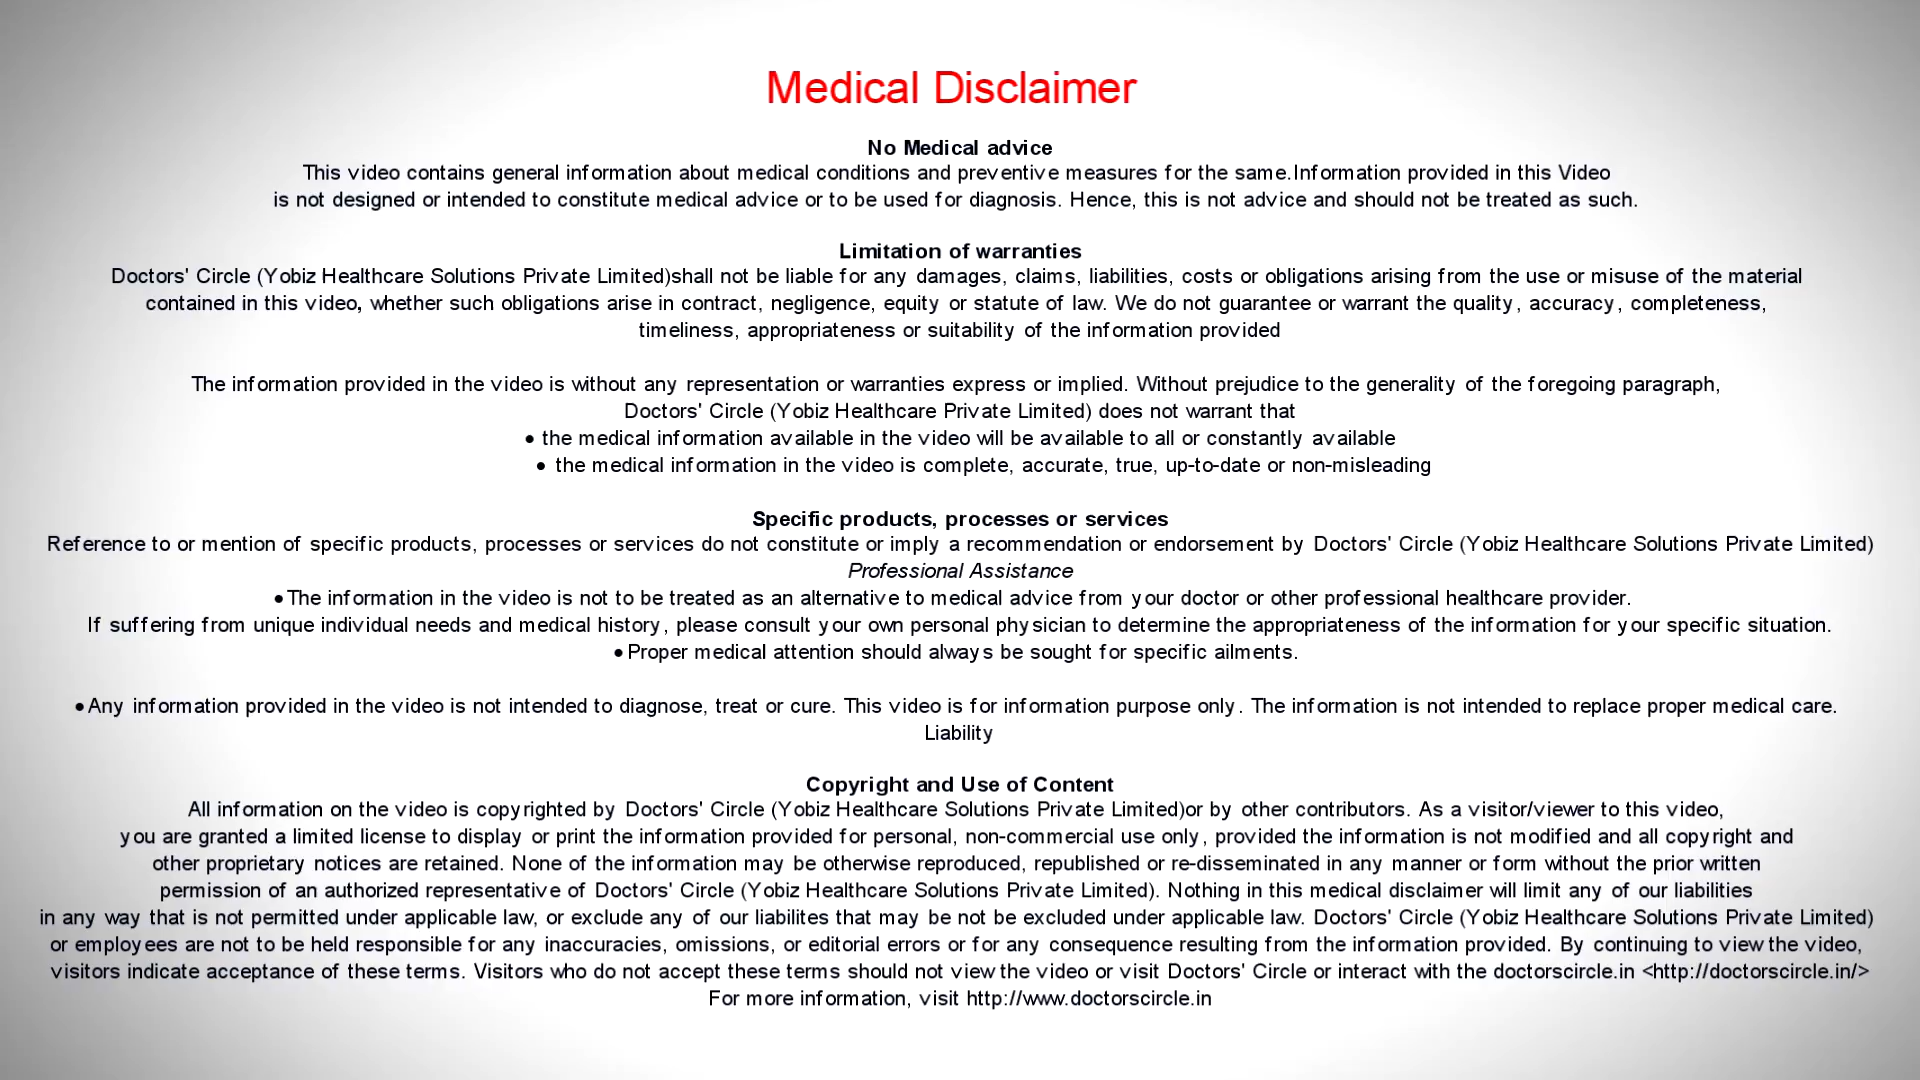 Medical Disclaimer
No Medical advice
This video contains general information about medical conditions and preventive measures for the same.Information provided in this Video
is not designed or intended to constitute medical advice or to be used for diagnosis. Hence, this is not advice and should not be treated as such.
Limitation of warranties
Doctors' Circle (Yobiz Healthcare Solutions Private Limited)shall not be liable for any damages, claims, liabilities, costs or obligations arising from the use or misuse of the material
contained in this video, whether such obligations arise in contract, negligence, equity or statute of law. We do not guarantee or warrant the quality, accuracy, completeness,
timeliness, appropriateness or suitability of the information provided
The information provided in the video is without any representation or warranties express or implied. Without prejudice to the generality of the foregoing paragraph,
Doctors' Circle (Yobiz Healthcare Private Limited) does not warrant that
• the medical information available in the video will be available to all or constantly available
• the medical information in the video is complete, accurate, true, up-to-date or non-misleading
Specific products, processes or services
Reference to or mention of specific products, processes or services do not constitute or imply a recommendation or endorsement by Doctors' Circle (Yobiz Healthcare Solutions Private Limited)
Professional Assistance
•The information in the video is not to be treated as an alternative to medical advice from your doctor or other professional healthcare provider.
If suffering from unique individual needs and medical history, please consult your own personal physician to determine the appropriateness of the information for your specific situation.
•Proper medical attention should always be sought for specific ailments.
•Any information provided in the video is not intended to diagnose, treat or cure. This video is for information purpose only. The information is not intended to replace proper medical care.
Liability
Copyright and Use of Content
All information on the video is copyrighted by Doctors' Circle (Yobiz Healthcare Solutions Private Limited)or by other contributors. As a visitor/viewer to this video,
you are granted a limited license to display or print the information provided for personal, non-commercial use only, provided the information is not modified and all copyright and
other proprietary notices are retained. None of the information may be otherwise reproduced, republished or re-disseminated in any manner or form without the prior written
permission of an authorized representative of Doctors' Circle (Yobiz Healthcare Solutions Private Limited). Nothing in this medical disclaimer will limit any of our liabilities
in any way that is not permitted under applicable law, or exclude any of our liabilites that may be not be excluded under applicable law. Doctors' Circle (Yobiz Healthcare Solutions Private Limited)
or employees are not to be held responsible for any inaccuracies, omissions, or editorial errors or for any consequence resulting from the information provided. By continuing to view the video,
visitors indicate acceptance of these terms. Visitors who do not accept these terms should not view the video or visit Doctors' Circle or interact with the doctorscircle.in <http://doctorscircle.in/>
For more information, visit http://www.doctorscircle.in